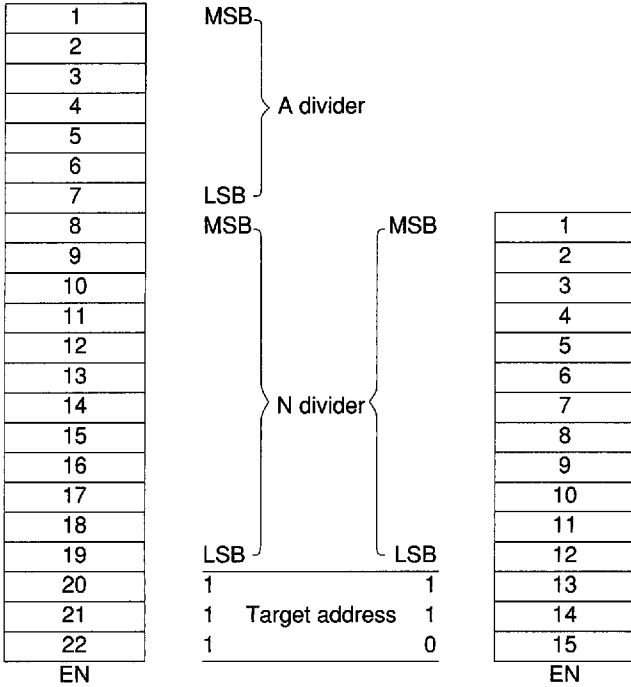 1 MSB
2
3
4 A divider
5
6
7 LSB
8 MSB MSB 1
9 2
10 3
11 4
12 5
13 6
14 N divider 7
15 8
16 9
17 10
18 11
19 LSB LSB 12
20 1 1 13
21 1 Target address 1 14
22 1 0 15
EN EN